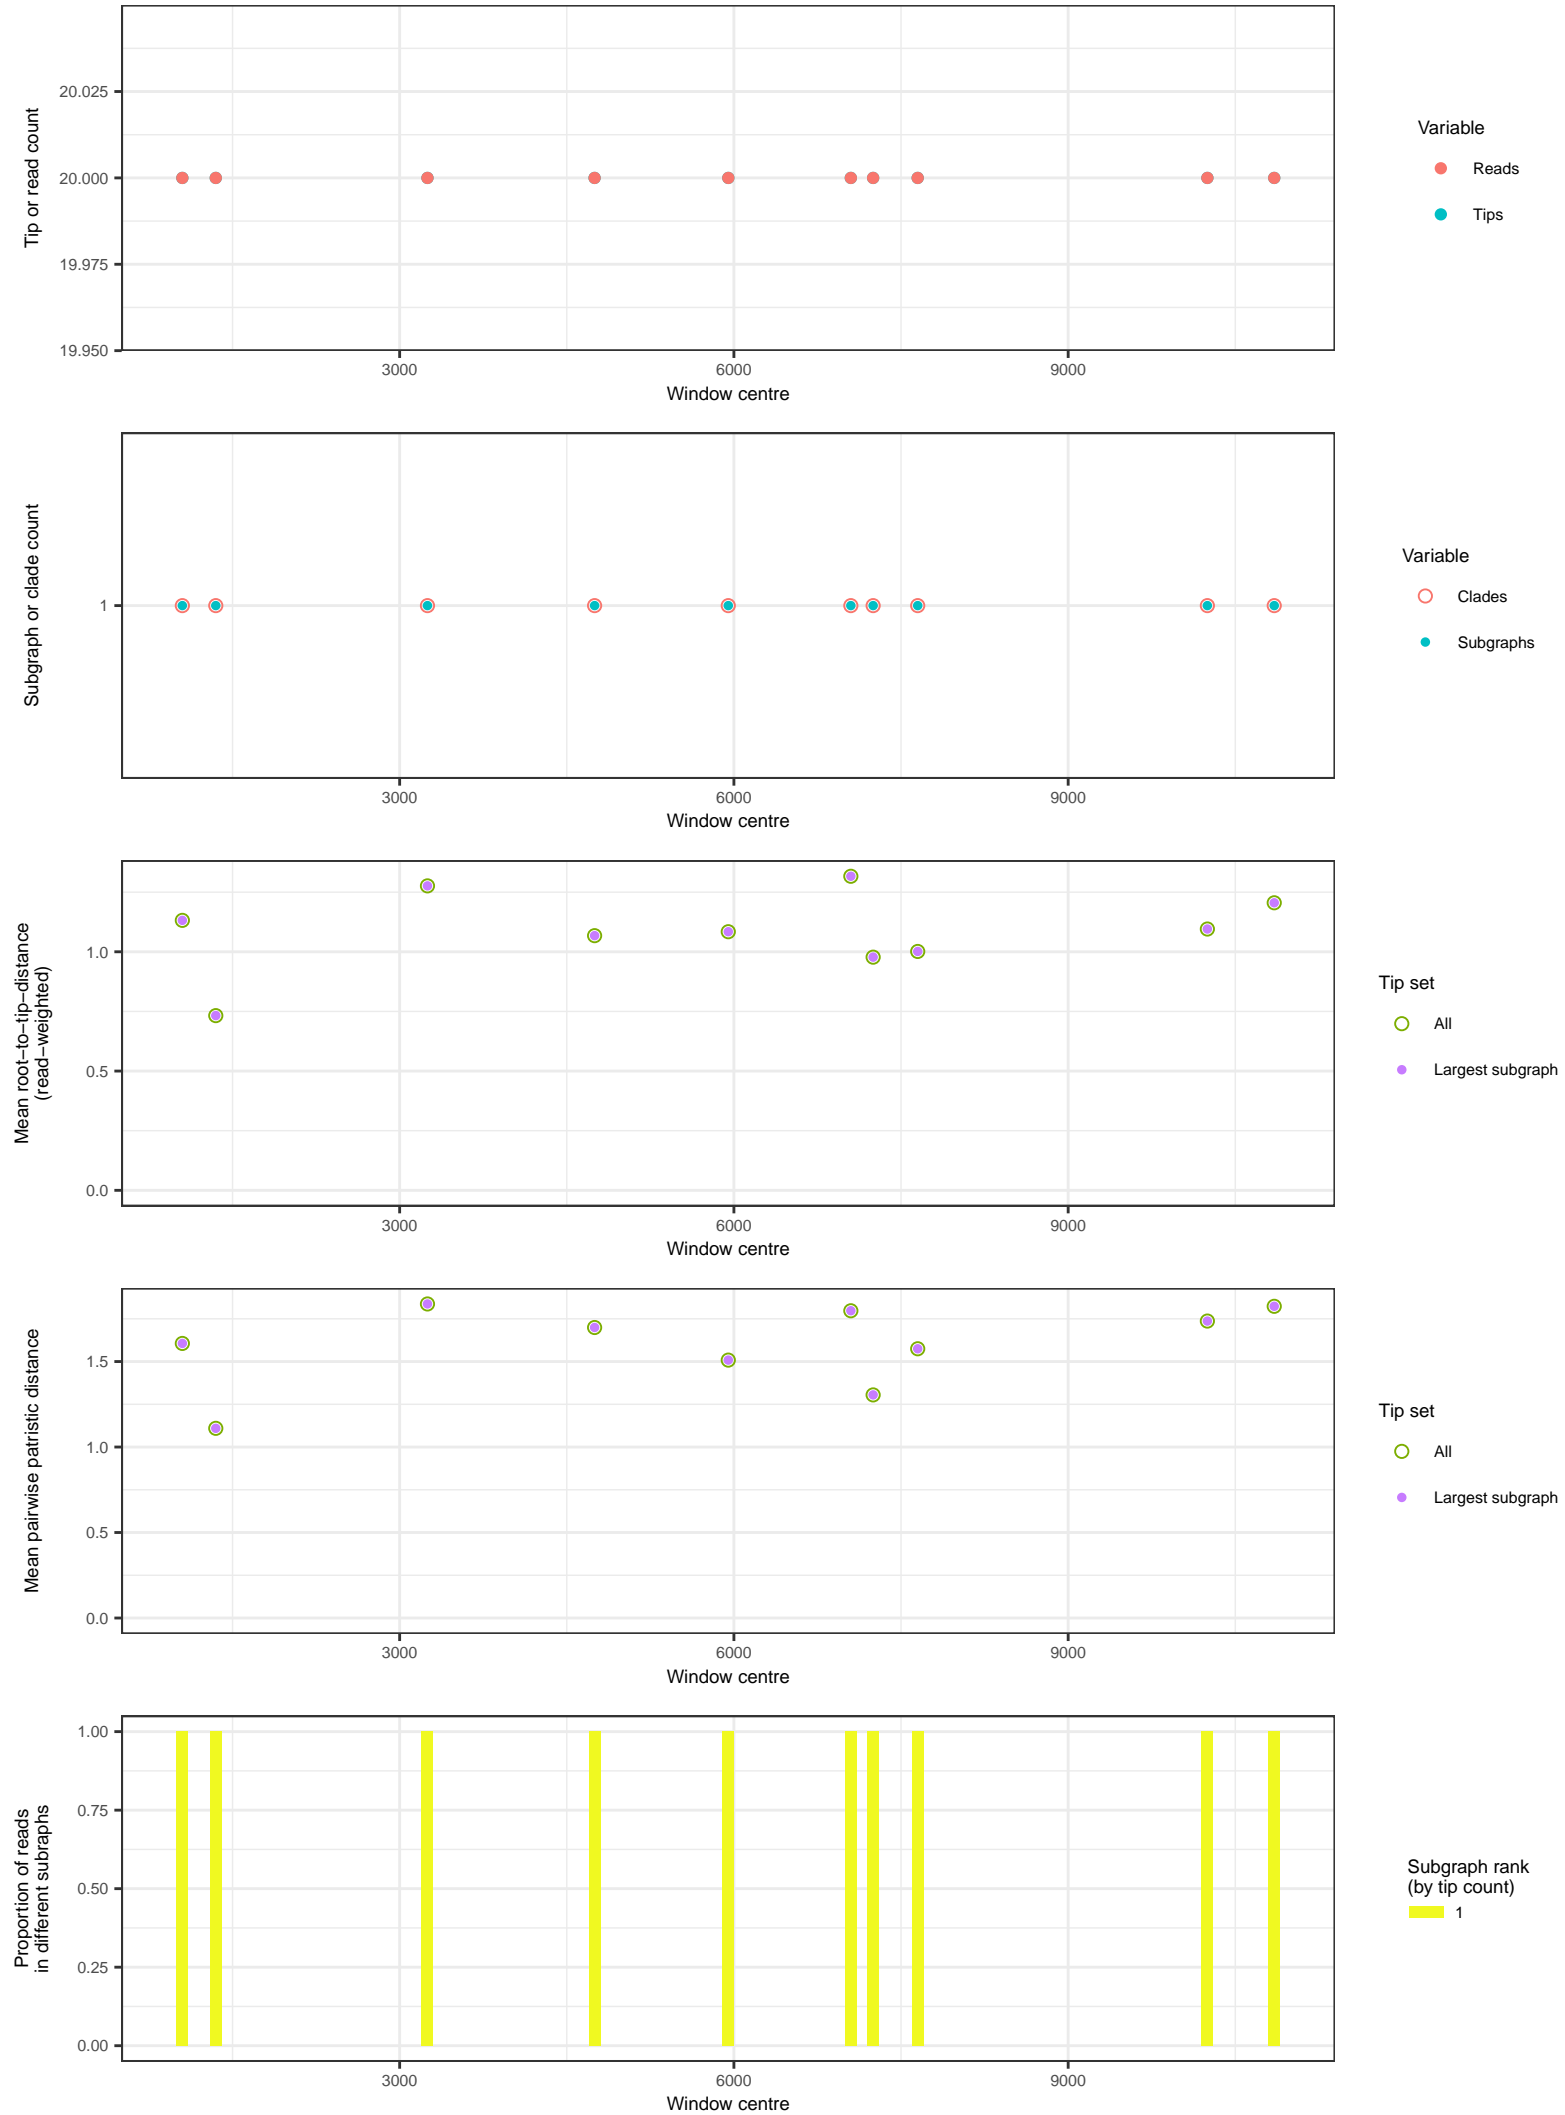 20.025
20.000
19.975
19.950
Tip or read count
3000 6000 9000
Window centre
Variable
Reads
Tips
1
Subgraph or clade count
3000 6000 9000
Window centre
Variable
Clades
Subgraphs
1.0
0.5
0.0
Mean root−to−tip−distance
(read−weighted)
3000 6000 9000
Window centre
Tip set
All
Largest subgraph
1.5
1.0
0.5
0.0
Mean pairwise patristic distance
3000 6000 9000
Window centre
Tip set
All
Largest subgraph
1.00
0.75
0.50
0.25
0.00
Proportion of reads
in different subraphs
3000 6000 9000
Window centre
Subgraph rank
(by tip count)
1